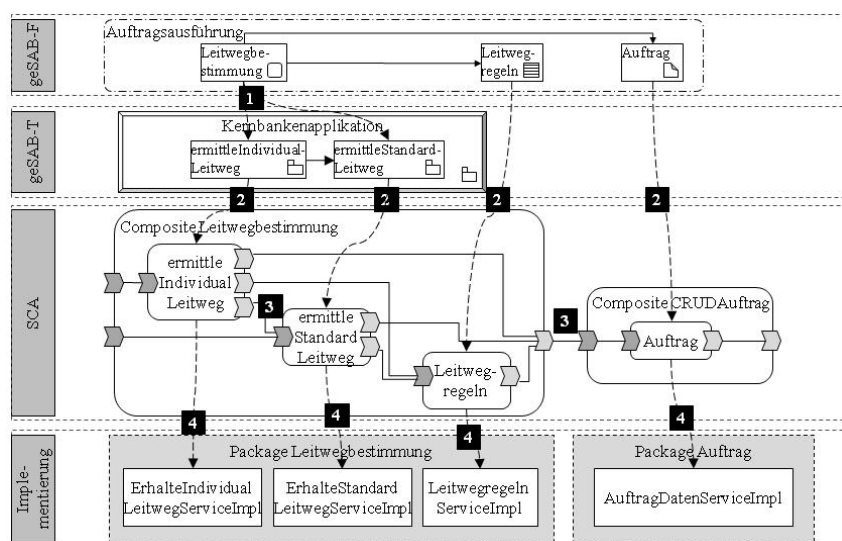 geSAB-F
Auftragsausführung
Leitwegbe-
stimmung
Leitweg-
regeln
Auftrag
1
geSAB-T
Kernbankenapplikation
ermittleIndividual-
Leitweg
ermittleStandard-
Leitweg
2
2
2
2
SCA
Composite Leitwegbestimmung
ermittle
Individual
Leitweg
3
ermittle
Standard
Leitweg
Leitweg-
regeln
3
Composite CRUDAuftrag
Auftrag
4
4
4
4
Imple-
mentierung
Package Leitwegbestimmung
ErhalteIndividual
LeitwegServiceImpl
ErhalteStandard
LeitwegServiceImpl
Leitwegregeln
ServiceImpl
Package Auftrag
AuftragDatenServiceImpl